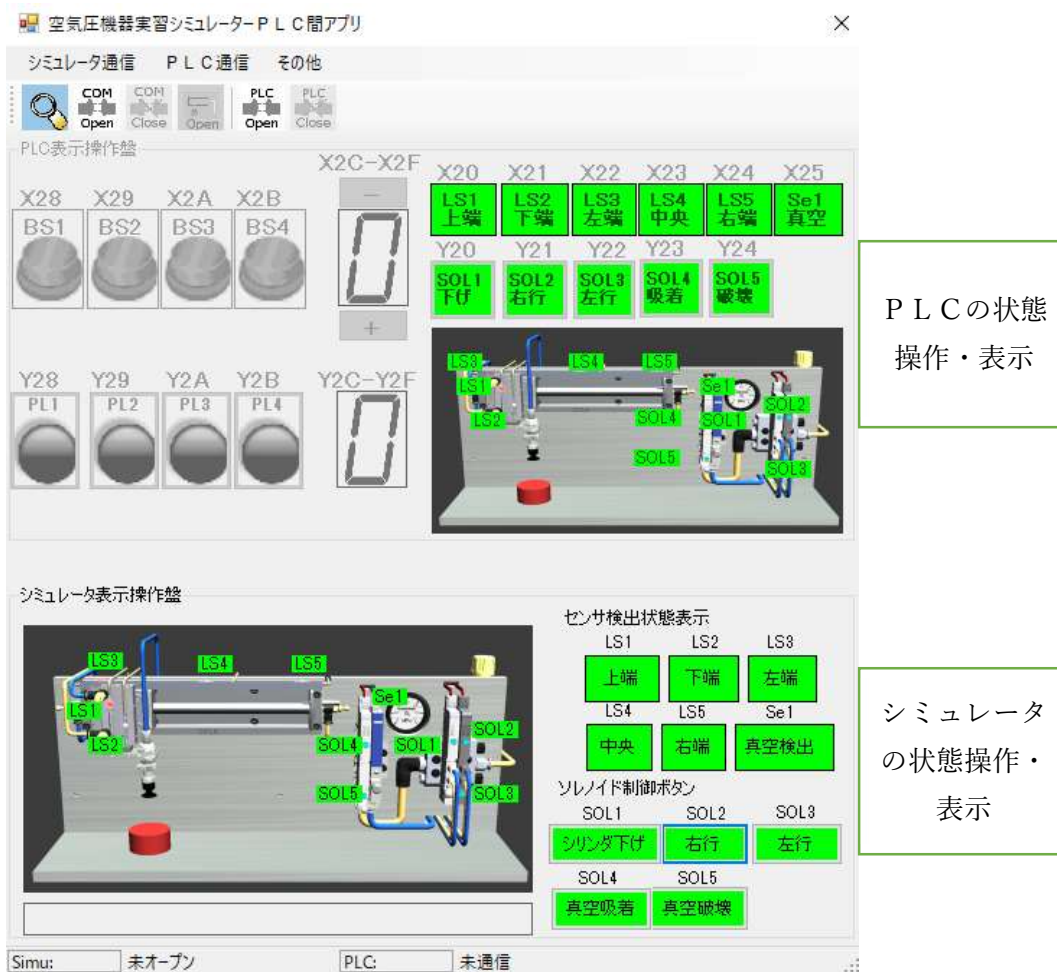 空気圧機器実習シミュレーターＰＬＣ間アプリ
シミュレータ通信 ＰＬＣ通信 その他
COM Open COM Close Open PLC Open PLC Close
PLC表示操作盤
X28 X29 X2A X2B X2C-X2F
BS1 BS2 BS3 BS4
－
0
＋
X20 X21 X22 X23 X24 X25
LS1 LS2 LS3 LS4 LS5 Se1
上端 下端 左端 中央 右端 真空
Y20 Y21 Y22 Y23 Y24
SOL1 SOL2 SOL3 SOL4 SOL5
下げ 右行 左行 吸着 破壊
Y28 Y29 Y2A Y2B Y2C-Y2F
PL1 PL2 PL3 PL4
0
LS3 LS4 LS5
LS1 Se1
LS2 SOL4 SOL1 SOL2
SOL5 SOL3
ＰＬＣの状態
操作・表示
シミュレータ表示操作盤
LS3 LS4 LS5
LS1 Se1
LS2 SOL4 SOL1 SOL2
SOL5 SOL3
センサ検出状態表示
LS1 LS2 LS3
上端 下端 左端
LS4 LS5 Se1
中央 右端 真空検出
ソレノイド制御ボタン
SOL1 SOL2 SOL3
シリンダ下げ 右行 左行
SOL4 SOL5
真空吸着 真空破壊
シミュレータ
の状態操作・
表示
Simu: 未オープン PLC: 未通信